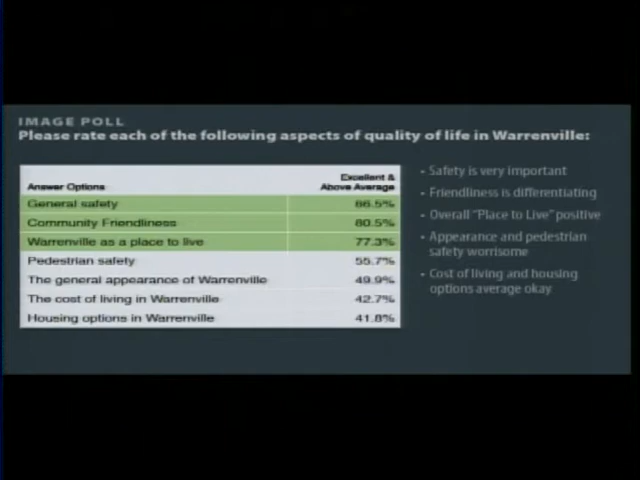 IMAGE POLL
Please rate each of the following aspects of quality of life in Warrenville:
Excellent &
Answer Options Above Average
General safety 86.5%
Community Friendliness 80.5%
Warrenville as a place to live 77.3%
Pedestrian safety 55.7%
The general appearance of Warrenville 49.9%
The cost of living in Warrenville 42.7%
Housing options in Warrenville 41.8%
• Safety is very important
• Friendliness is differentiating
• Overall "Place to Live" positive
• Appearance and pedestrian
safety worrisome
• Cost of living and housing
options average okay